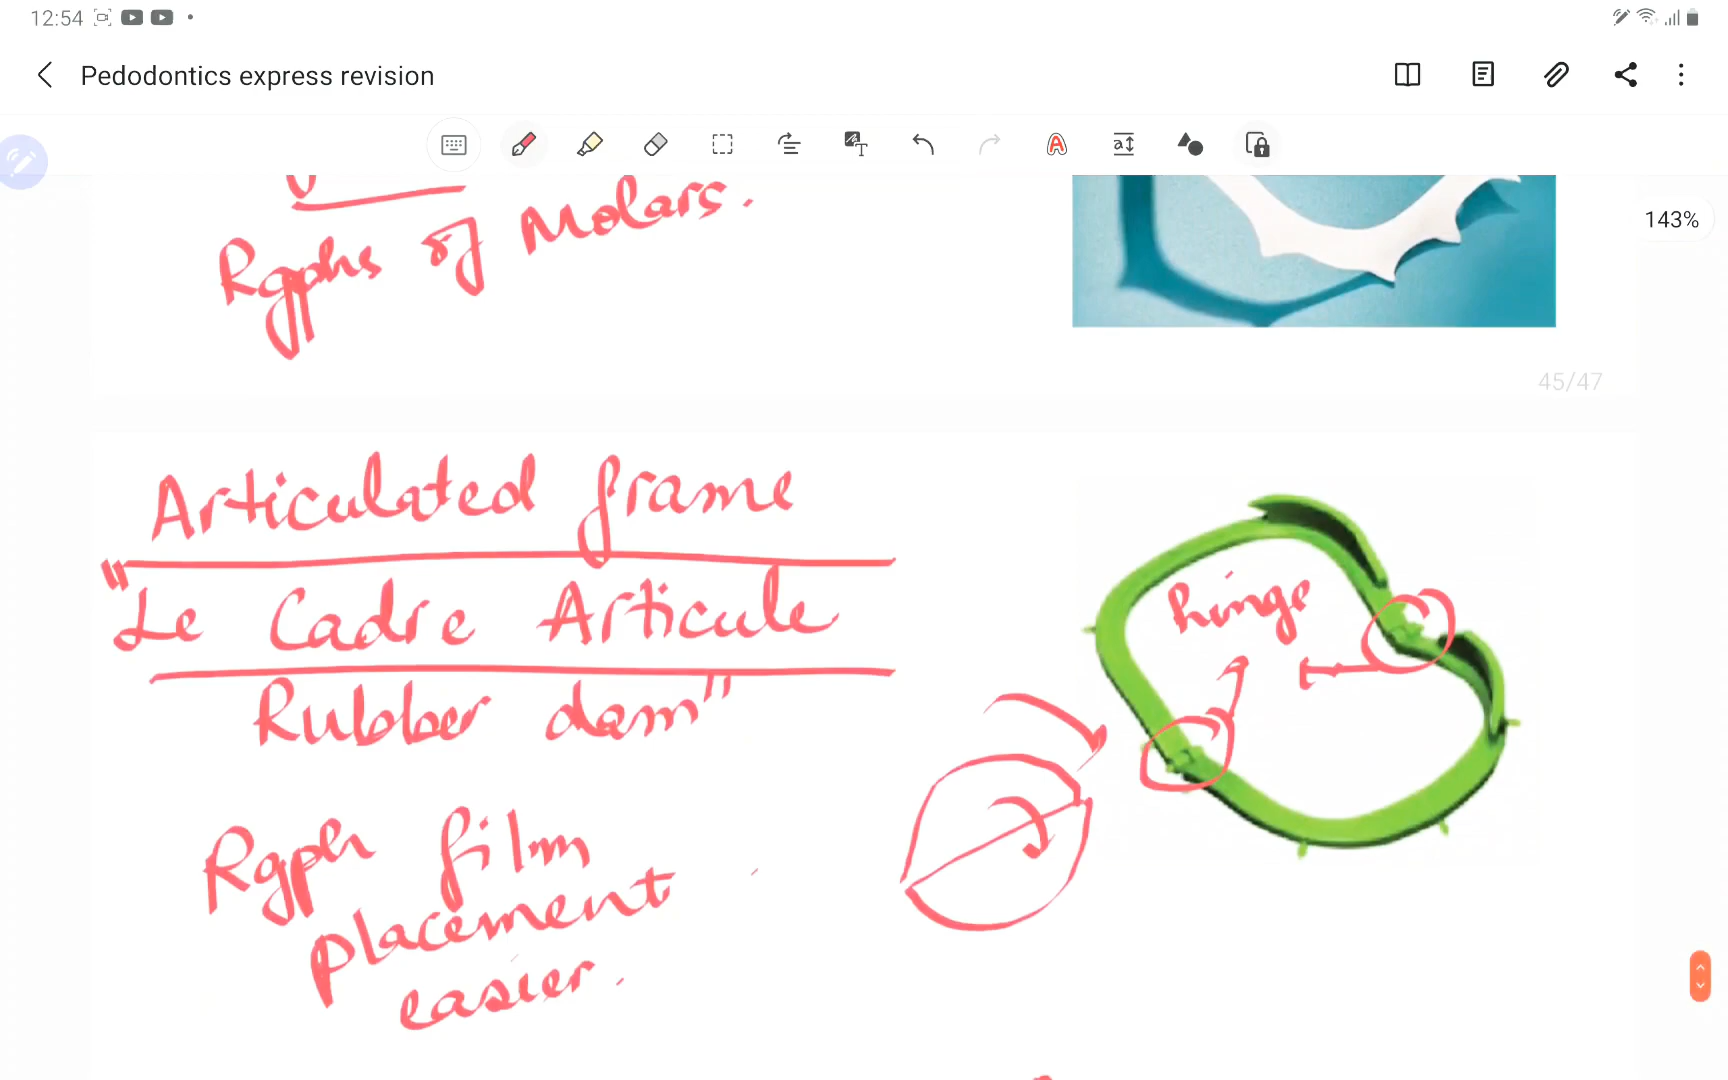 12:54
Pedodontics express revision
143%
Rgphs of Molars.
45/47
Articulated frame
"Le Cadre Articule
Rubber dam"
hinge
Rgph film
placement
easier.